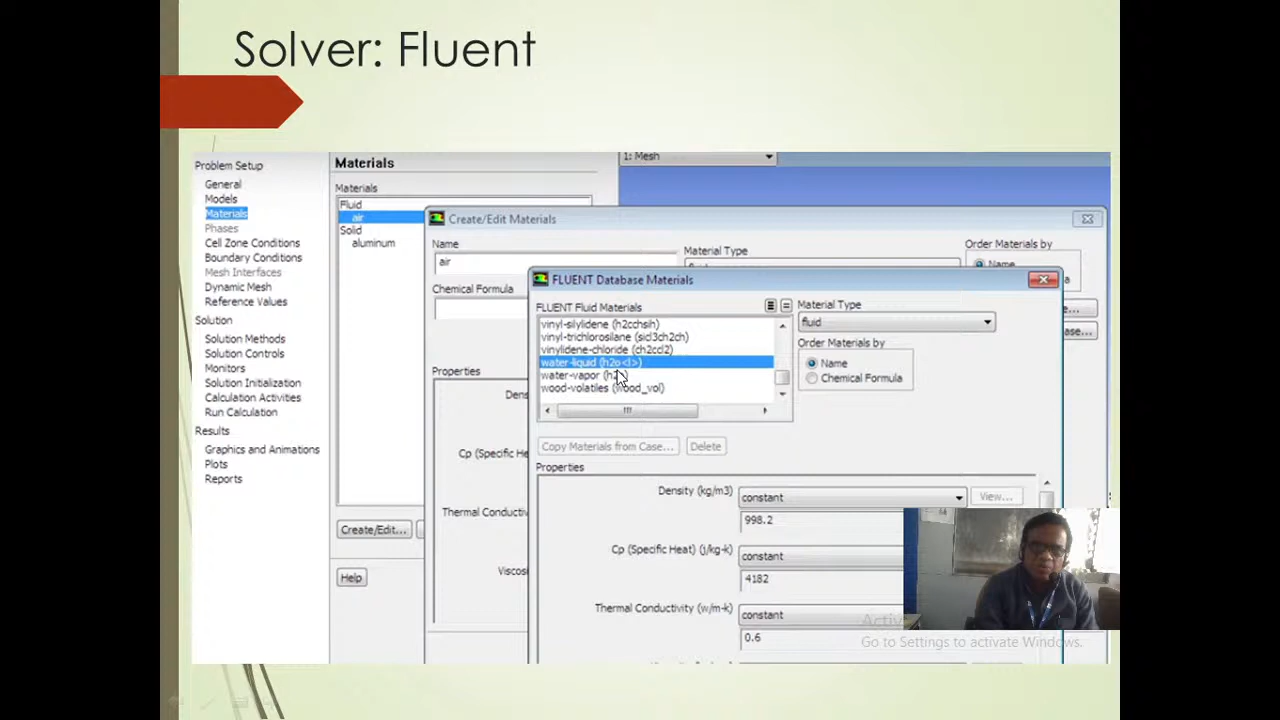 Solver: Fluent
Problem Setup
General
Models
Materials
Phases
Cell Zone Conditions
Boundary Conditions
Mesh Interfaces
Dynamic Mesh
Reference Values
Solution
Solution Methods
Solution Controls
Monitors
Solution Initialization
Calculation Activities
Run Calculation
Results
Graphics and Animations
Plots
Reports
Materials
Materials
Fluid
air
Solid
aluminum
Create/Edit...
Help
1: Mesh
Create/Edit Materials
Name
air
Chemical Formula
Material Type
Order Materials by
Name
Properties
Cp (Specific He
Thermal Conductiv
FLUENT Database Materials
FLUENT Fluid Materials
vinyl-silylidene (h2cchsih)
vinyl-trichlorosilane (sicl3ch2ch)
vinylidene-chloride (ch2ccl2)
water-liquid (h2o<l>)
water-vapor (h2
wood-volatiles (wood_vol)
Material Type
fluid
Order Materials by
Name
Chemical Formula
Copy Materials from Case...
Delete
Properties
Density (kg/m3)
constant
View...
998.2
Cp (Specific Heat) (j/kg-k)
constant
4182
Thermal Conductivity (w/m-k)
constant
0.6
Go to Settings to activate Windows.